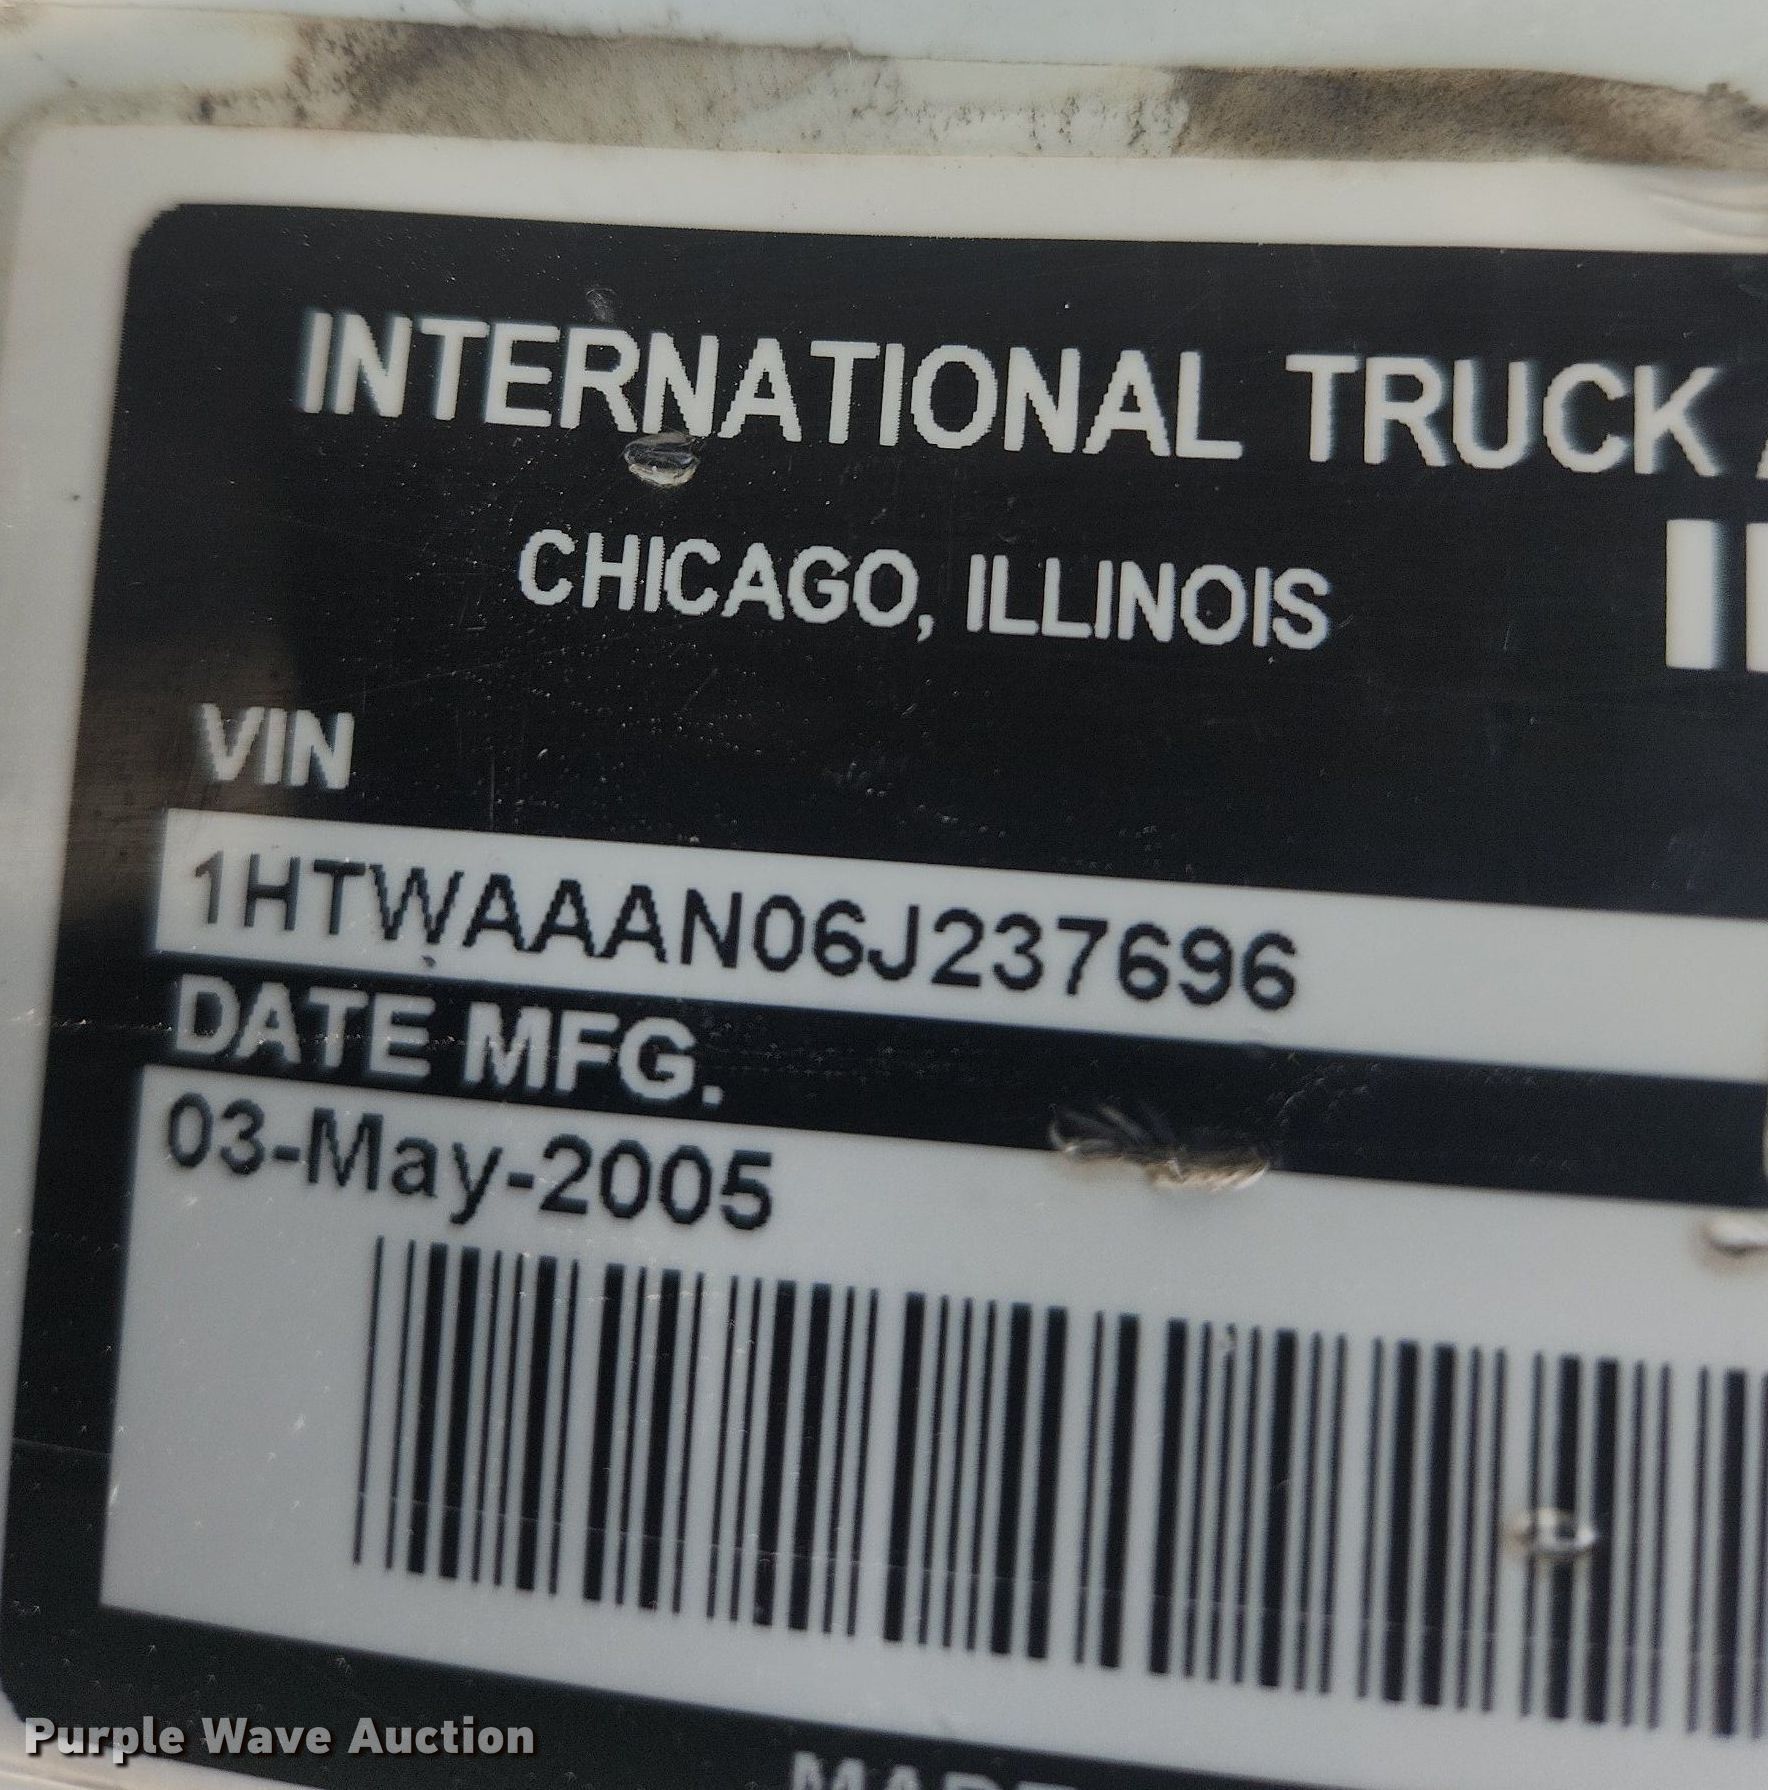 INTERNATIONAL TRUCK
CHICAGO, ILLINOIS
VIN
1HTWAAAN06J237696
DATE MFG.
03-May-2005
Purple Wave Auction